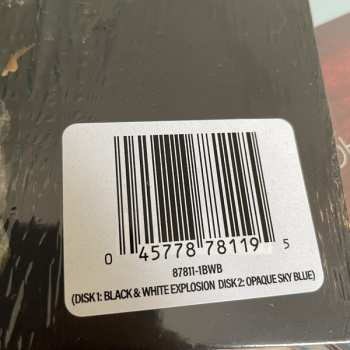 0 45778 78119 5
87811-1BWB
(DISK 1: BLACK & WHITE EXPLOSION DISK 2: OPAQUE SKY BLUE)